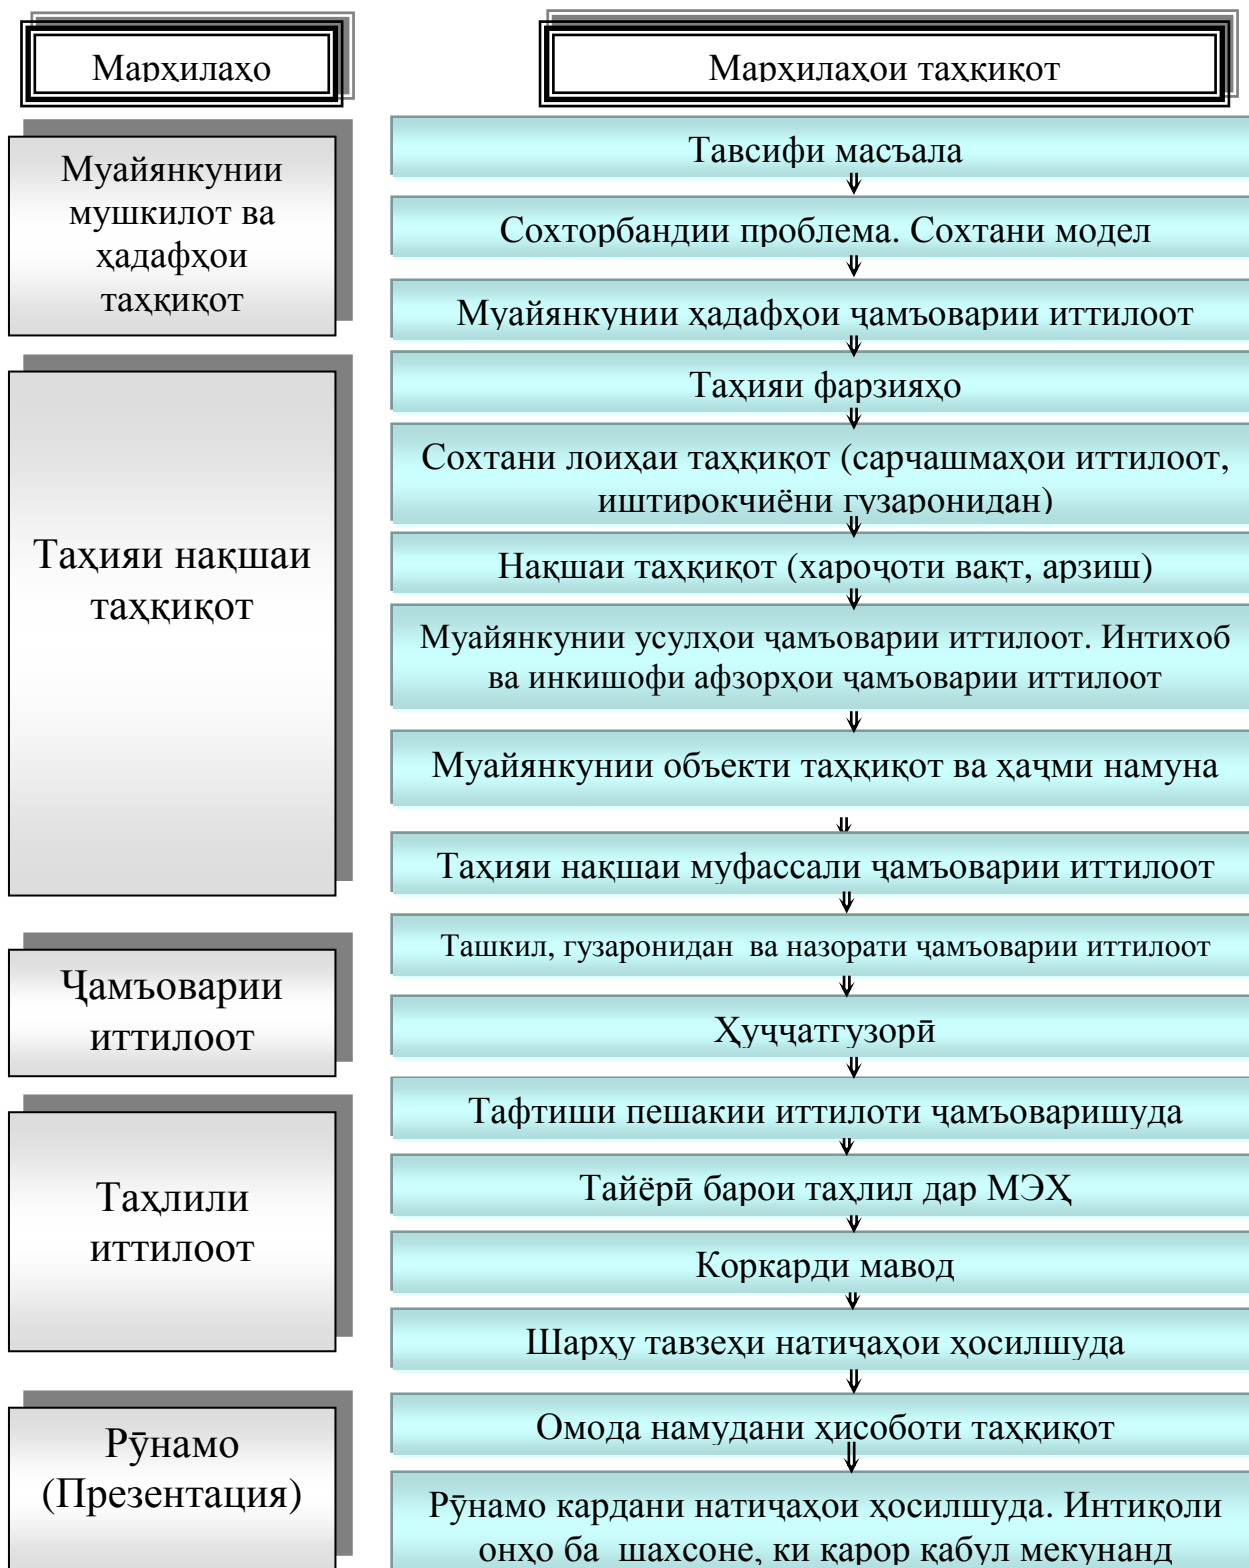 Марҳилаҳо
Марҳилаҳои таҳқиқот
Муайянкунии
мушкилот ва
ҳадафҳои
таҳқиқот
Тавсифи масъала
Сохторбандии проблема. Сохтани модел
Муайянкунии ҳадафҳои ҷамъоварии иттилоот
Таҳияи нақшаи
таҳқиқот
Таҳияи фарзияҳо
Сохтани лоиҳаи таҳқиқот (сарчашмаҳои иттилоот,
иштирокчиёни гузаронидан)
Нақшаи таҳқиқот (хароҷоти вақт, арзиш)
Муайянкунии усулҳои ҷамъоварии иттилоот. Интихоб
ва инкишофи афзорҳои ҷамъоварии иттилоот
Муайянкунии объекти таҳқиқот ва ҳаҷми намуна
Таҳияи нақшаи муфассали ҷамъоварии иттилоот
Ҷамъоварии
иттилоот
Ташкил, гузаронидан  ва назорати ҷамъоварии иттилоот
Ҳуҷҷатгузорӣ
Таҳлили
иттилоот
Тафтиши пешакии иттилоти ҷамъоваришуда
Тайёрӣ барои таҳлил дар МЭҲ
Коркарди мавод
Шарҳу тавзеҳи натиҷаҳои ҳосилшуда
Рӯнамо
(Презентация)
Омода намудани ҳисоботи таҳқиқот
Рӯнамо кардани натиҷаҳои ҳосилшуда. Интиқоли
онҳо ба  шахсоне, ки қарор қабул мекунанд